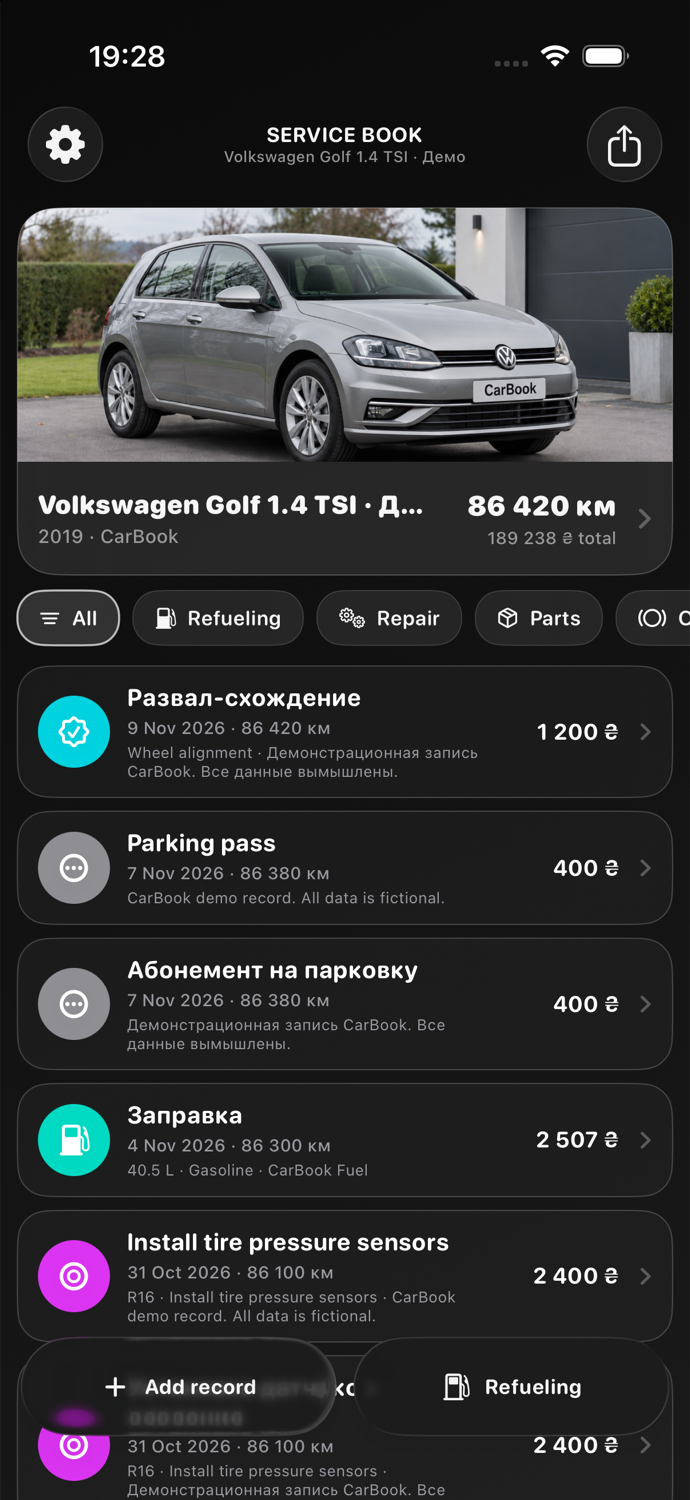 19:28
SERVICE BOOK
Volkswagen Golf 1.4 TSI · Демо
CarBook
Volkswagen Golf 1.4 TSI · Д...
86 420 км
2019 · CarBook
189 238 ₴ total
All
Refueling
Repair
Parts
Развал-схождение
9 Nov 2026 · 86 420 км
1 200 ₴
Wheel alignment · Демонстрационная запись
CarBook. Все данные вымышлены.
Parking pass
7 Nov 2026 · 86 380 км
400 ₴
CarBook demo record. All data is fictional.
Абонемент на парковку
7 Nov 2026 · 86 380 км
400 ₴
Демонстрационная запись CarBook. Все
данные вымышлены.
Заправка
4 Nov 2026 · 86 300 км
2 507 ₴
40.5 L · Gasoline · CarBook Fuel
Install tire pressure sensors
31 Oct 2026 · 86 100 км
2 400 ₴
R16 · Install tire pressure sensors · CarBook
demo record. All data is fictional.
Add record
Refueling
31 Oct 2026 · 86 100 км
2 400 ₴
R16 · Install tire pressure sensors ·
Демонстрационная запись CarBook. Все